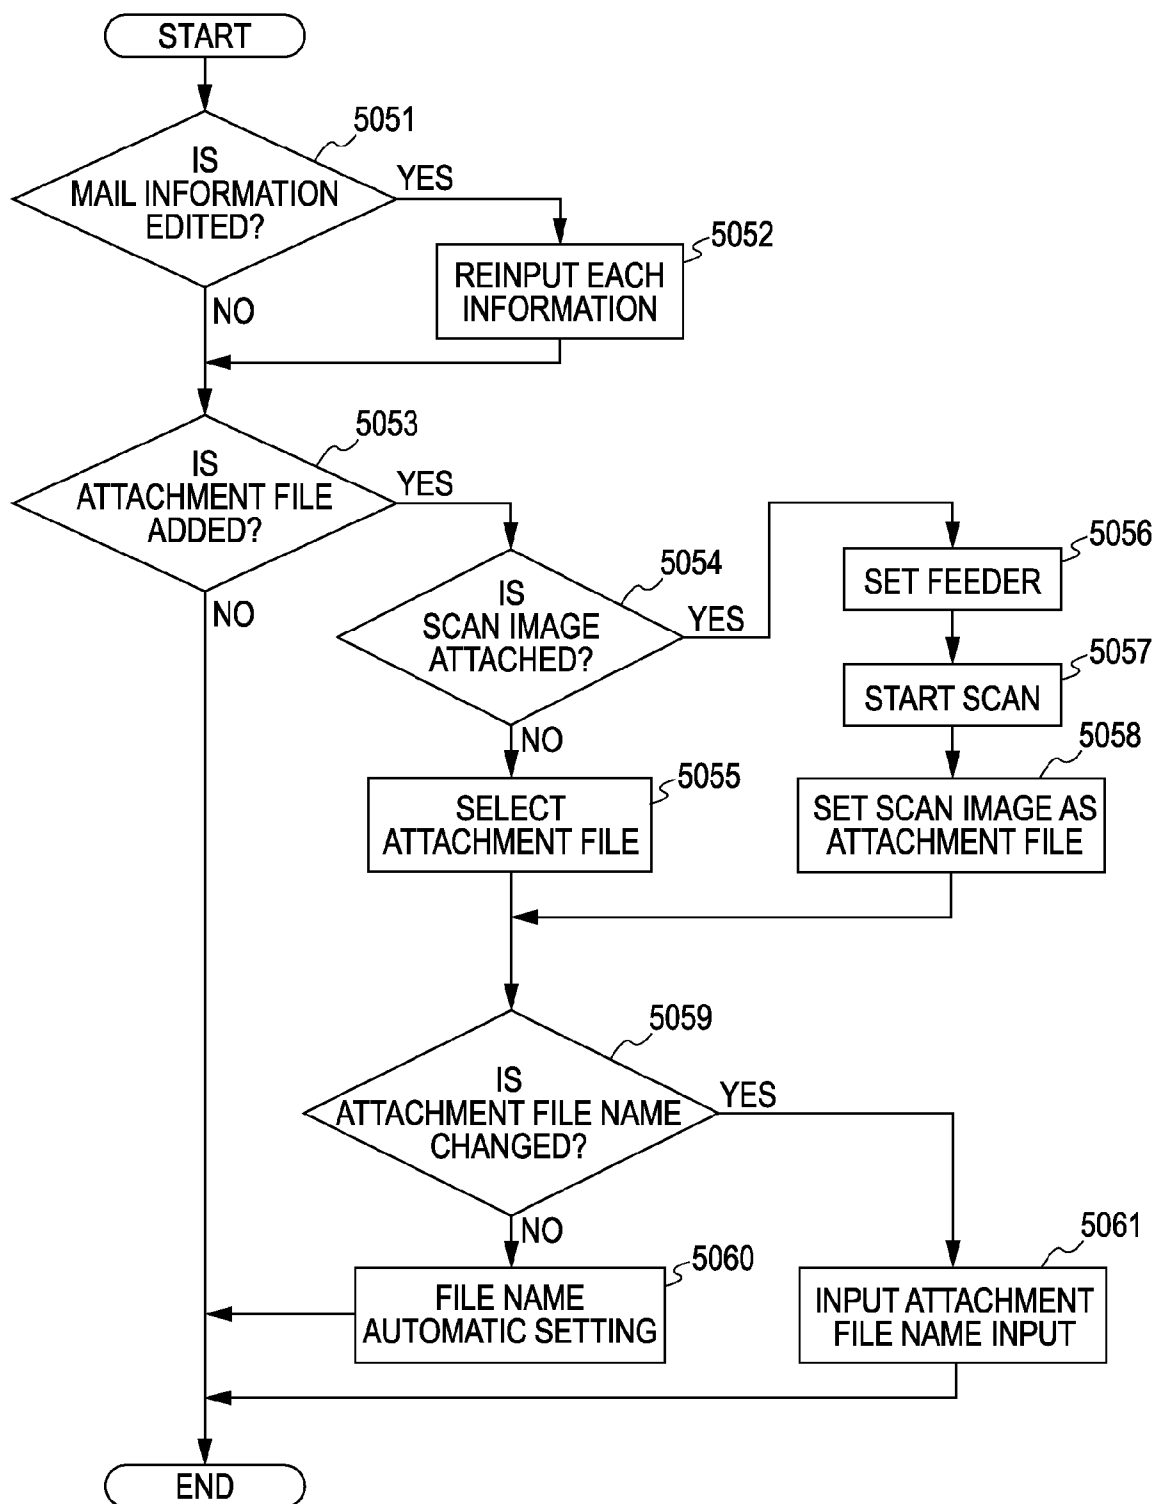 START
5051
IS
MAIL INFORMATION
EDITED?
YES
5052
REINPUT EACH
INFORMATION
NO
5053
IS
ATTACHMENT FILE
ADDED?
YES
NO
5054
IS
SCAN IMAGE
ATTACHED?
YES
5056
SET FEEDER
5057
START SCAN
NO
5055
SELECT
ATTACHMENT FILE
5058
SET SCAN IMAGE AS
ATTACHMENT FILE
5059
IS
ATTACHMENT FILE NAME
CHANGED?
YES
NO
5060
FILE NAME
AUTOMATIC SETTING
5061
INPUT ATTACHMENT
FILE NAME INPUT
END